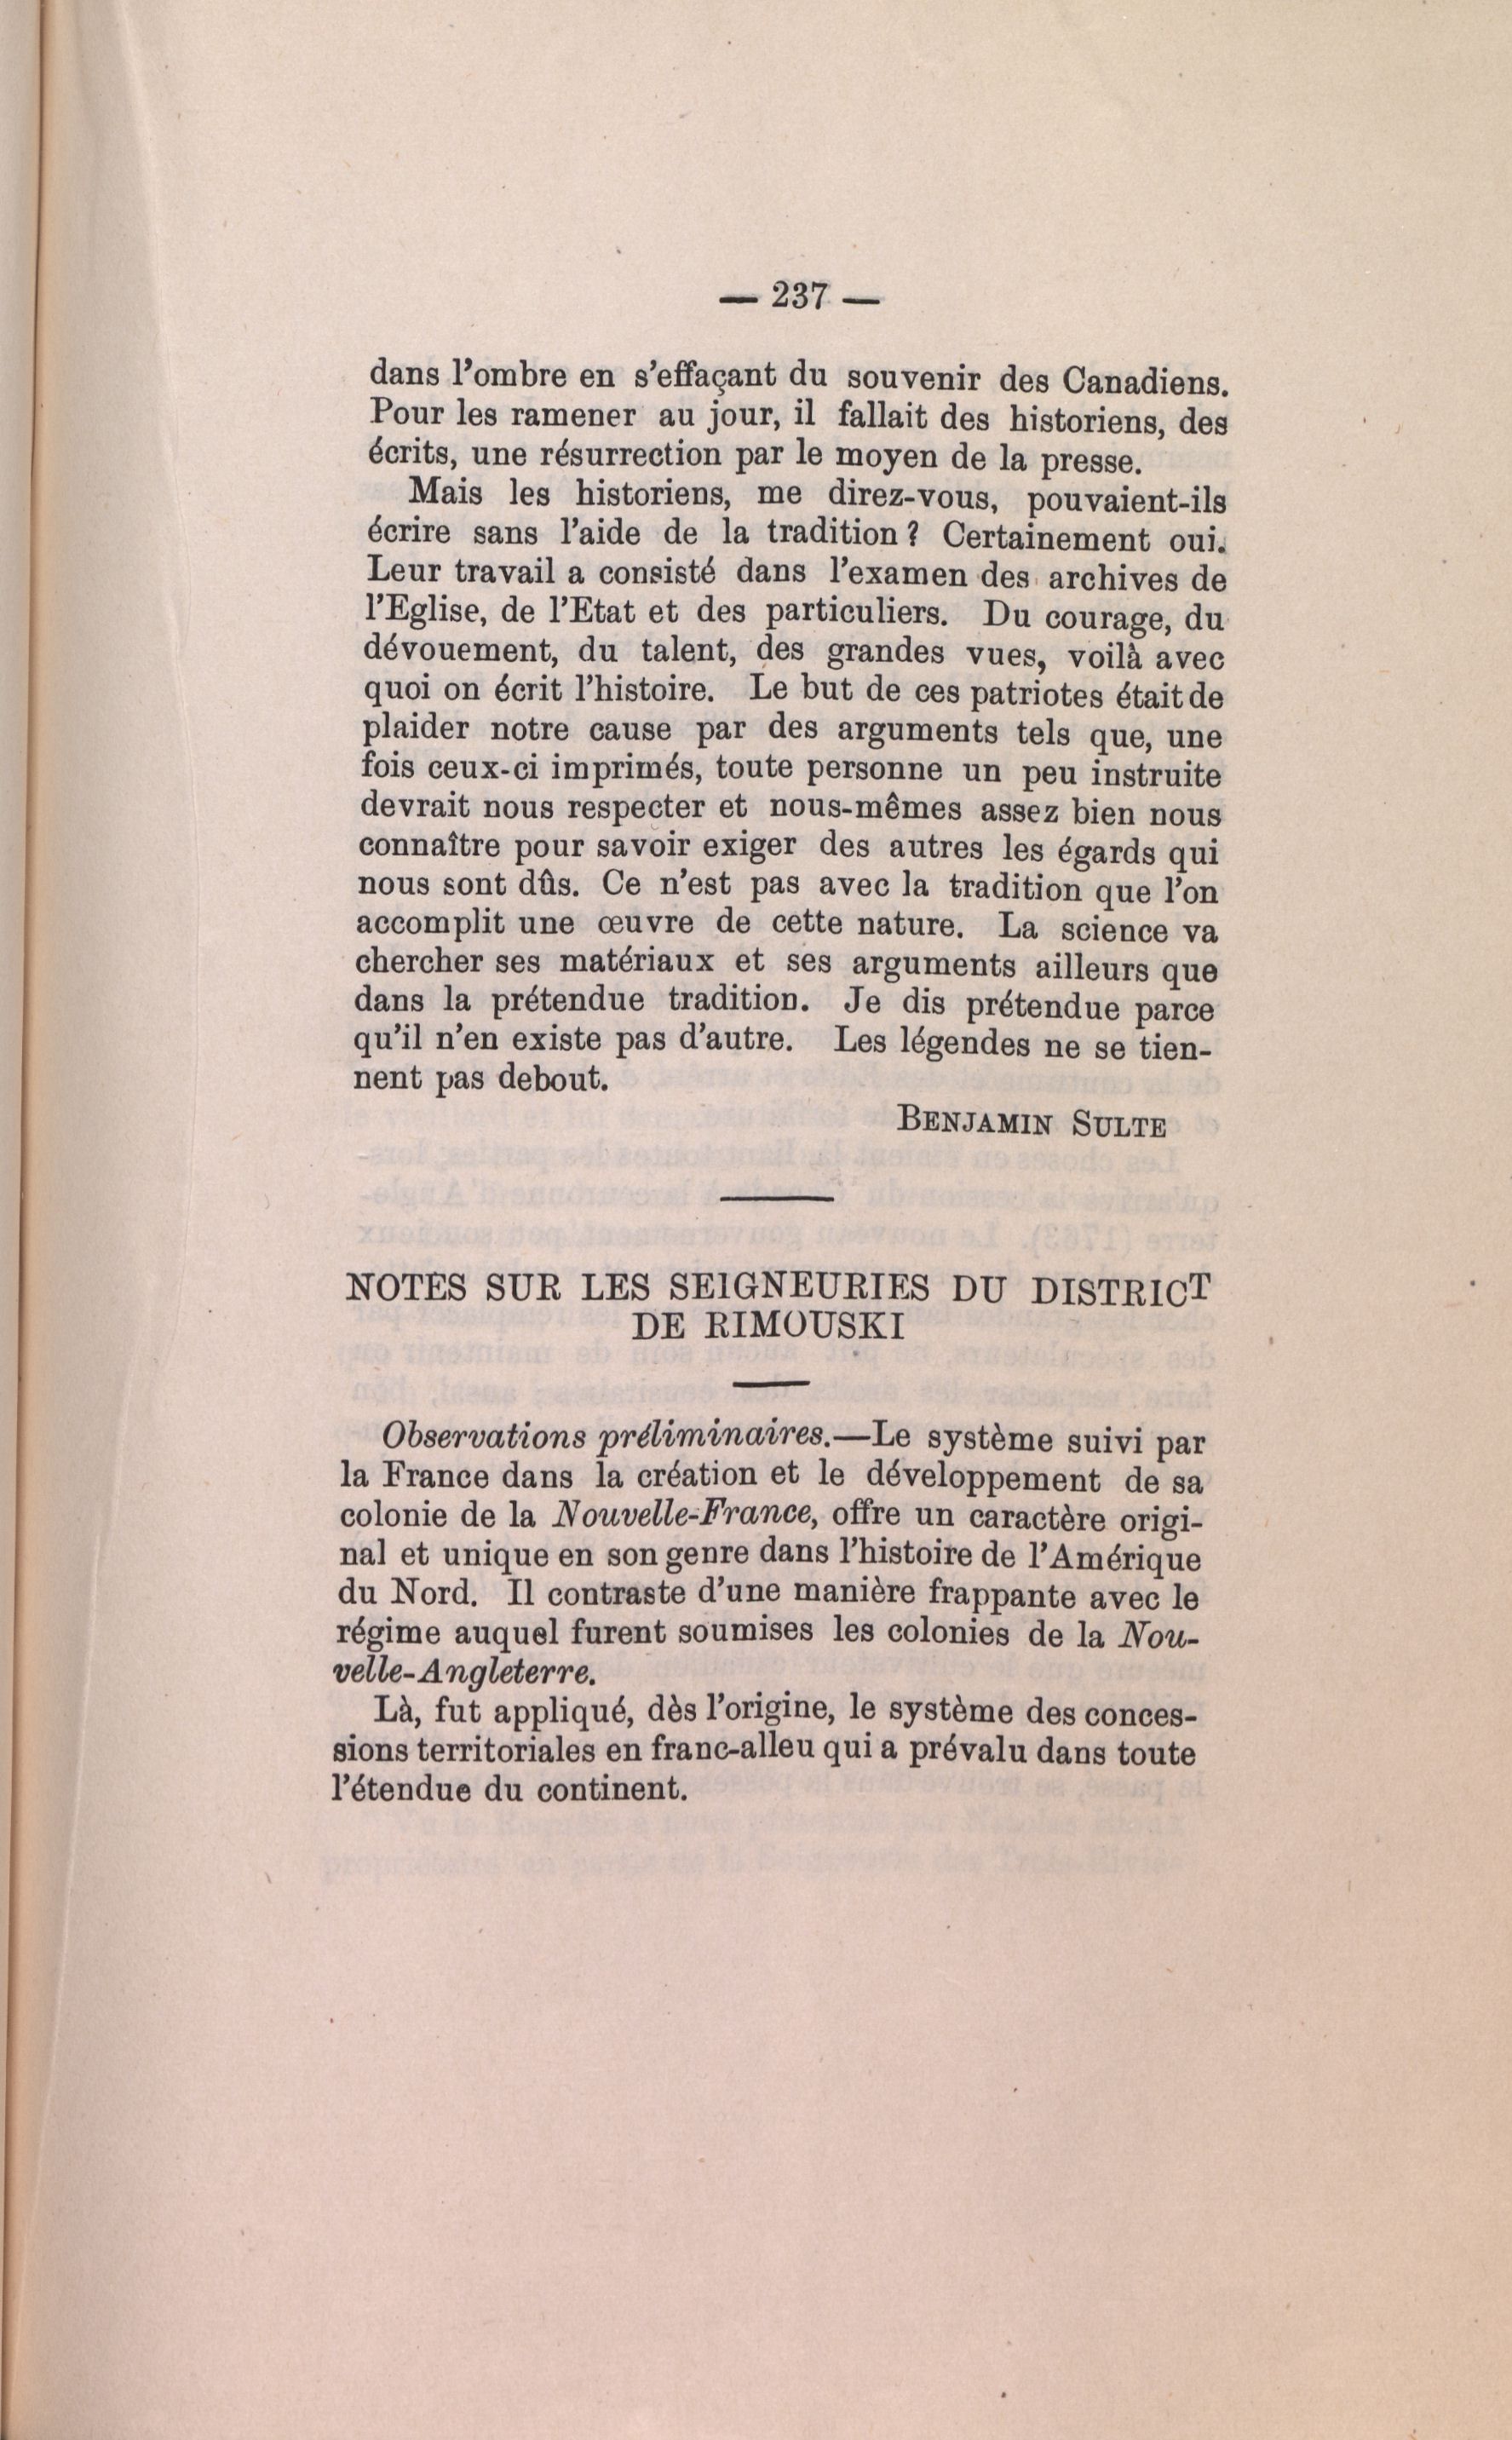 — 237 —
dans l'ombre en s'effaçant du souvenir des Canadiens.
Pour les ramener au jour, il fallait des historiens, des
écrits, une résurrection par le moyen de la presse.
Mais les historiens, me direz-vous, pouvaient-ils
écrire sans l'aide de la tradition ? Certainement oui.
Leur travail a consisté dans l'examen des archives de
l'Eglise, de l'Etat et des particuliers. Du courage, du
dévouement, du talent, des grandes vues, voilà avec
quoi on écrit l'histoire. Le but de ces patriotes était de
plaider notre cause par des arguments tels que, une
fois ceux-ci imprimés, toute personne un peu instruite
devrait nous respecter et nous-mêmes assez bien nous
connaître pour savoir exiger des autres les égards qui
nous sont dûs. Ce n'est pas avec la tradition que l'on
accomplit une œuvre de cette nature. La science va
chercher ses matériaux et ses arguments ailleurs que
dans la prétendue tradition. Je dis prétendue parce
qu'il n'en existe pas d'autre. Les légendes ne se tien-
nent pas debout.
BENJAMIN SULTE
NOTES SUR LES SEIGNEURIES DU DISTRICT
DE RIMOUSKI
Observations préliminaires.—Le système suivi par
la France dans la création et le développement de sa
colonie de la Nouvelle-France, offre un caractère origi-
nal et unique en son genre dans l'histoire de l'Amérique
du Nord. Il contraste d'une manière frappante avec le
régime auquel furent soumises les colonies de la Nou-
velle-Angleterre.
Là, fut appliqué, dès l'origine, le système des conces-
sions territoriales en franc-alleu qui a prévalu dans toute
l'étendue du continent.